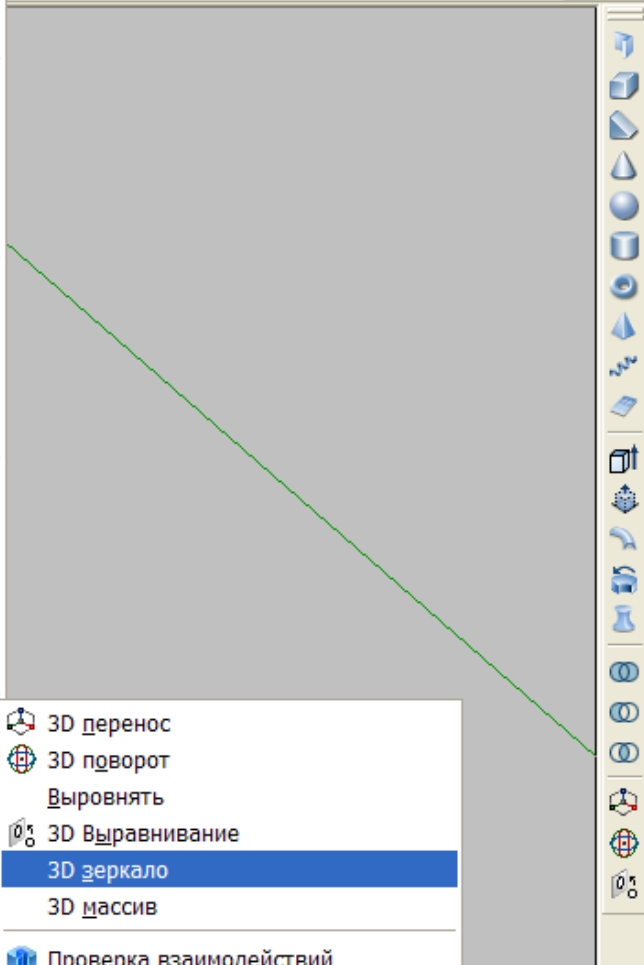 3D перенос
3D поворот
Выровнять
3D Выравнивание
3D зеркало
3D массив
Проверка взаимодействий